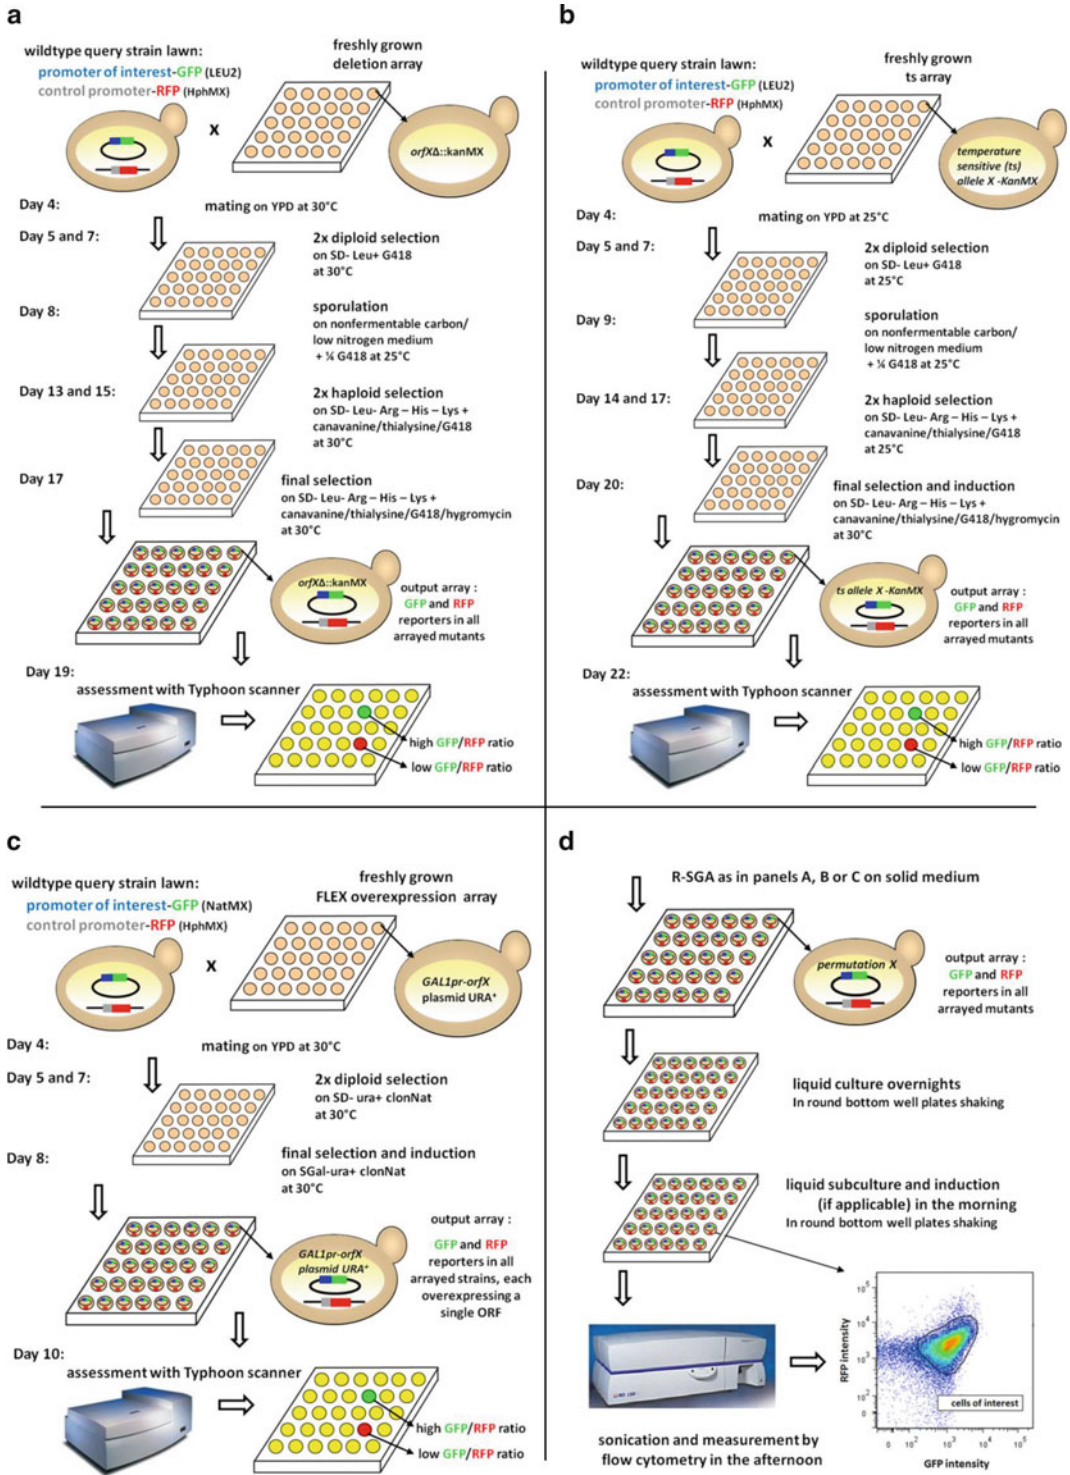 a
wildtype query strain lawn:
promoter of interest-GFP (LEU2)
control promoter-RFP (HphMX)
freshly grown
deletion array
x
orfXΔ::kanMX
Day 4:
mating on YPD at 30°C
Day 5 and 7:
2x diploid selection
on SD- Leu+ G418
at 30°C
Day 8:
sporulation
on nonfermentable carbon/
low nitrogen medium
+ ¼ G418 at 25°C
Day 13 and 15:
2x haploid selection
on SD- Leu- Arg – His – Lys +
canavanine/thialysine/G418
at 30°C
Day 17
final selection
on SD- Leu- Arg – His – Lys +
canavanine/thialysine/G418/hygromycin
at 30°C
orfXΔ::kanMX
output array :
GFP and RFP
reporters in all
arrayed mutants
Day 19:
assessment with Typhoon scanner
high GFP/RFP ratio
low GFP/RFP ratio
b
wildtype query strain lawn:
promoter of interest-GFP (LEU2)
control promoter-RFP (HphMX)
freshly grown
ts array
x
temperature
sensitive (ts)
allele X -KanMX
Day 4:
mating on YPD at 25°C
Day 5 and 7:
2x diploid selection
on SD- Leu+ G418
at 25°C
Day 9:
sporulation
on nonfermentable carbon/
low nitrogen medium
+ ¼ G418 at 25°C
Day 14 and 17:
2x haploid selection
on SD- Leu- Arg – His – Lys +
canavanine/thialysine/G418
at 25°C
Day 20:
final selection and induction
on SD- Leu- Arg – His – Lys +
canavanine/thialysine/G418/hygromycin
at 30°C
ts allele X -KanMX
output array :
GFP and RFP
reporters in all
arrayed mutants
Day 22:
assessment with Typhoon scanner
high GFP/RFP ratio
low GFP/RFP ratio
c
wildtype query strain lawn:
promoter of interest-GFP (NatMX)
control promoter-RFP (HphMX)
freshly grown
FLEX overexpression array
x
GAL1pr-orfX
plasmid URA⁺
Day 4:
mating on YPD at 30°C
Day 5 and 7:
2x diploid selection
on SD- ura+ clonNat
at 30°C
Day 8:
final selection and induction
on SGal-ura+ clonNat
at 30°C
GAL1pr-orfX
plasmid URA⁺
output array :
GFP and RFP
reporters in all
arrayed strains, each
overexpressing a
single ORF
Day 10:
assessment with Typhoon scanner
high GFP/RFP ratio
low GFP/RFP ratio
d
R-SGA as in panels A, B or C on solid medium
permutation X
output array :
GFP and RFP
reporters in all
arrayed mutants
liquid culture overnights
In round bottom well plates shaking
liquid subculture and induction
(if applicable) in the morning
In round bottom well plates shaking
sonication and measurement by
flow cytometry in the afternoon
RFP intensity
10⁵
10⁴
10³
10²
0
cells of interest
0 10² 10³ 10⁴ 10⁵
GFP intensity